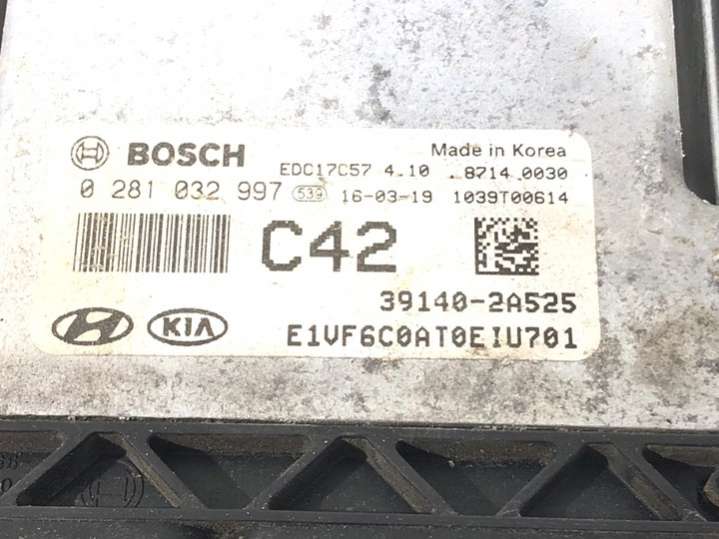 BOSCH
EDC17C57 4.10 .8714.0030
Made in Korea
0 281 032 997 539 16-03-19 1039T00614
C42
39140-2A525
KIA
E1VF6C0AT0EIU701